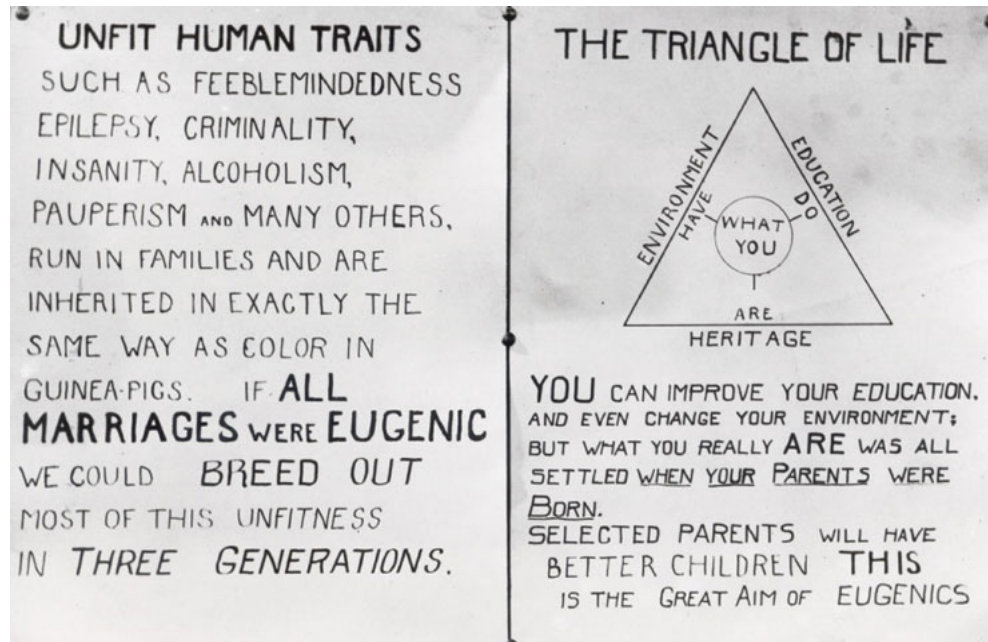 UNFIT HUMAN TRAITS
SUCH AS FEEBLEMINDEDNESS
EPILEPSY, CRIMINALITY,
INSANITY, ALCOHOLISM,
PAUPERISM AND MANY OTHERS,
RUN IN FAMILIES AND ARE
INHERITED IN EXACTLY THE
SAME WAY AS COLOR IN
GUINEA-PIGS. IF ALL
MARRIAGES WERE EUGENIC
WE COULD BREED OUT
MOST OF THIS UNFITNESS
IN THREE GENERATIONS.
THE TRIANGLE OF LIFE
ENVIRONMENT
EDUCATION
HAVE
DO
WHAT
YOU
ARE
HERITAGE
YOU CAN IMPROVE YOUR EDUCATION,
AND EVEN CHANGE YOUR ENVIRONMENT;
BUT WHAT YOU REALLY ARE WAS ALL
SETTLED WHEN YOUR PARENTS WERE
BORN.
SELECTED PARENTS WILL HAVE
BETTER CHILDREN THIS
IS THE GREAT AIM OF EUGENICS